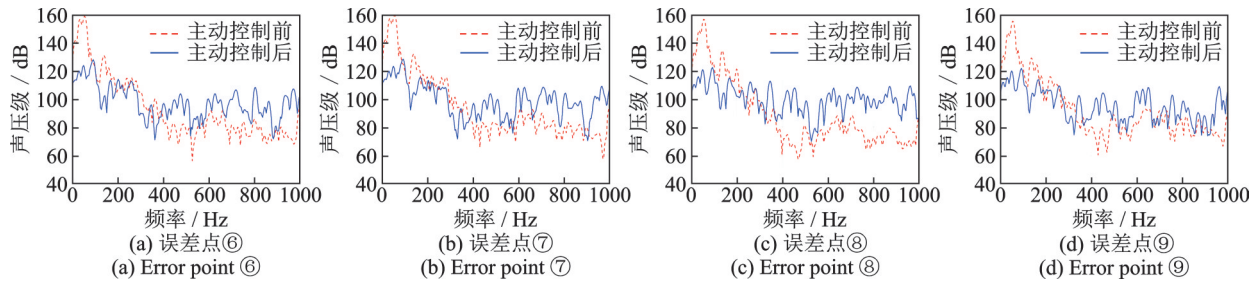 160
140
120
100
80
60
40
0 200 400 600 800 1000
声压级 / dB
频率 / Hz
主动控制前
主动控制后
(a) 误差点⑥
(a) Error point ⑥
160
140
120
100
80
60
40
0 200 400 600 800 1000
声压级 / dB
频率 / Hz
主动控制前
主动控制后
(b) 误差点⑦
(b) Error point ⑦
160
140
120
100
80
60
40
0 200 400 600 800 1000
声压级 / dB
频率 / Hz
主动控制前
主动控制后
(c) 误差点⑧
(c) Error point ⑧
160
140
120
100
80
60
40
0 200 400 600 800 1000
声压级 / dB
频率 / Hz
主动控制前
主动控制后
(d) 误差点⑨
(d) Error point ⑨